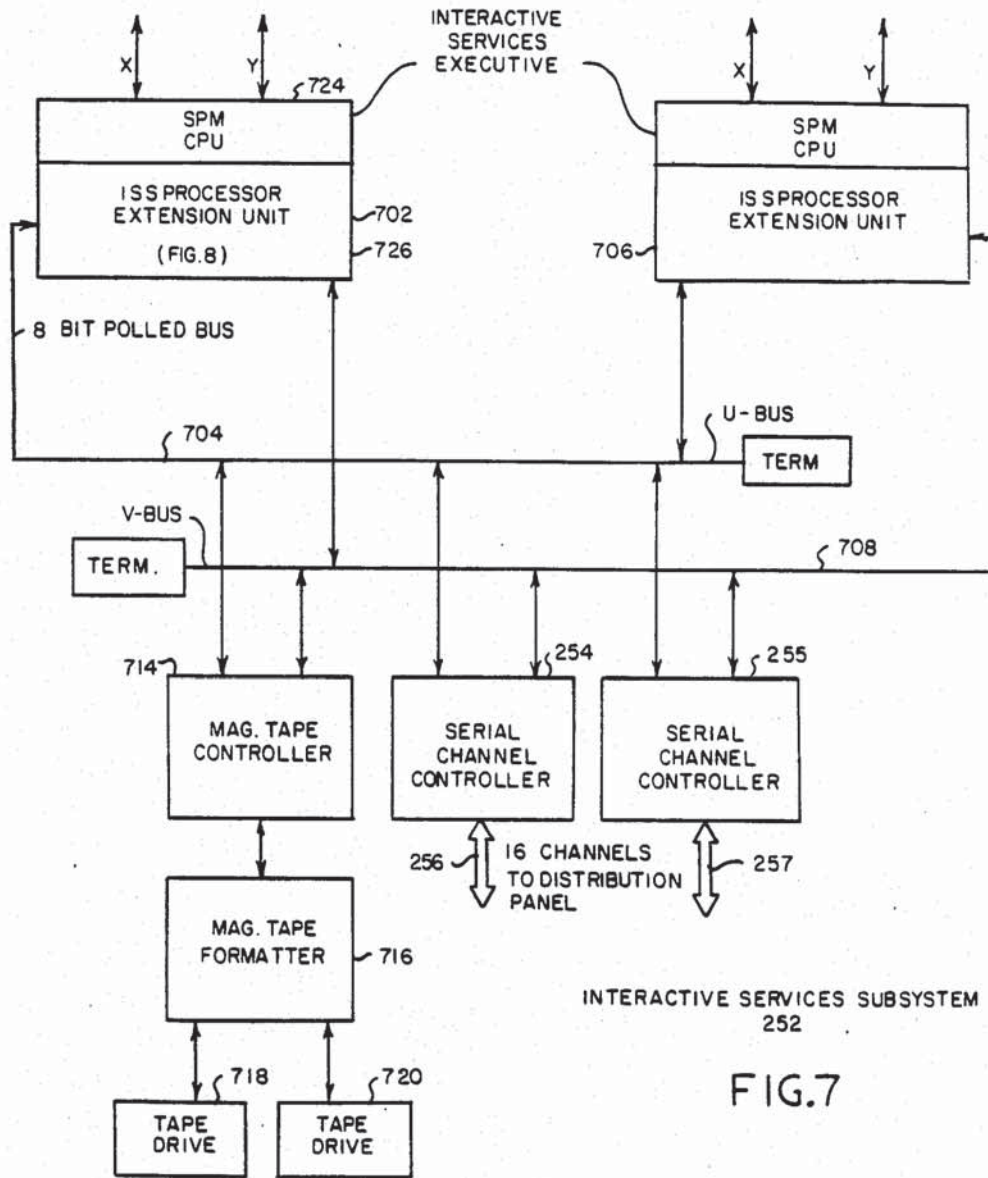 INTERACTIVE
SERVICES
EXECUTIVE
X
Y
724
SPM
CPU
ISS PROCESSOR
EXTENSION UNIT
(FIG.8)
702
726
X
Y
SPM
CPU
ISS PROCESSOR
EXTENSION UNIT
706
8 BIT POLLED BUS
704
U-BUS
TERM
V-BUS
TERM.
708
714
MAG. TAPE
CONTROLLER
254
SERIAL
CHANNEL
CONTROLLER
255
SERIAL
CHANNEL
CONTROLLER
256
16 CHANNELS
TO DISTRIBUTION
PANEL
257
MAG. TAPE
FORMATTER
716
718
TAPE
DRIVE
720
TAPE
DRIVE
INTERACTIVE SERVICES SUBSYSTEM
252
FIG.7